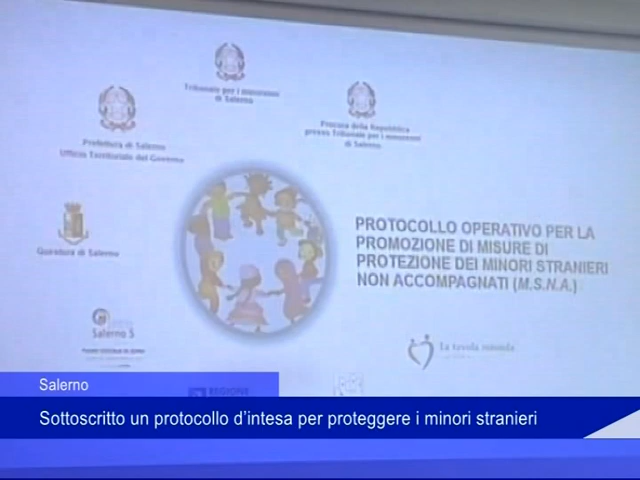 Tribunale per i minorenni
di Salerno
Procura della Repubblica
presso Tribunale per i minorenni
di Salerno
Prefettura di Salerno
Ufficio Territoriale del Governo
Questura di Salerno
PROTOCOLLO OPERATIVO PER LA
PROMOZIONE DI MISURE DI
PROTEZIONE DEI MINORI STRANIERI
NON ACCOMPAGNATI (M.S.N.A.)
Salerno 5
La tavola rotonda
REGIONE
Salerno
Sottoscritto un protocollo d'intesa per proteggere i minori stranieri